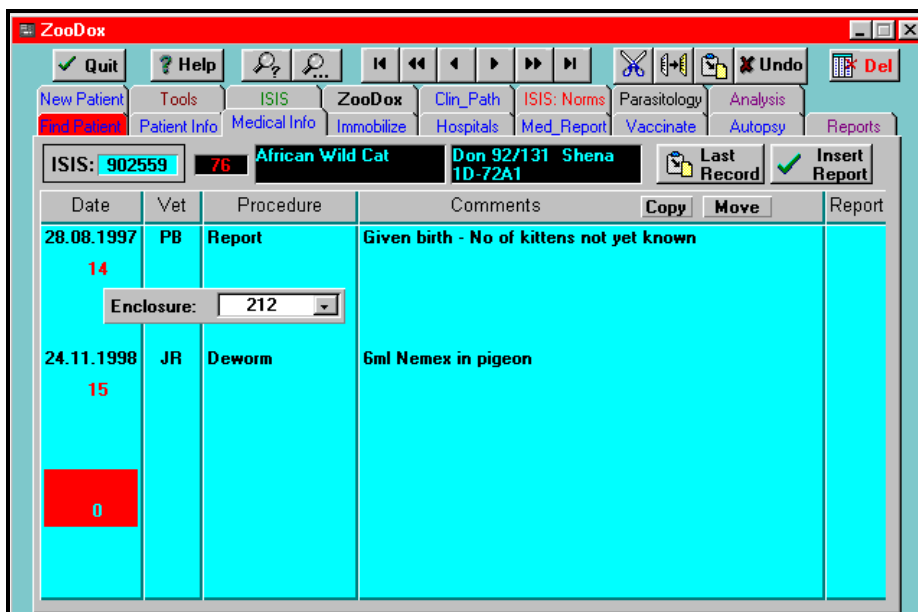 ZooDox
Quit
? Help
?
...
Undo
Del
New Patient
Tools
ISIS
ZooDox
Clin_Path
ISIS: Norms
Parasitology
Analysis
Find Patient
Patient Info
Medical Info
Immobilize
Hospitals
Med_Report
Vaccinate
Autopsy
Reports
ISIS: 902559
76
African Wild Cat
Don 92/131 Shena
1D-72A1
Last
Record
Insert
Report
Date
Vet
Procedure
Comments
Copy
Move
Report
28.08.1997 PB Report Given birth - No of kittens not yet known
14
Enclosure: 212
24.11.1998 JR Deworm 6ml Nemex in pigeon
15
0